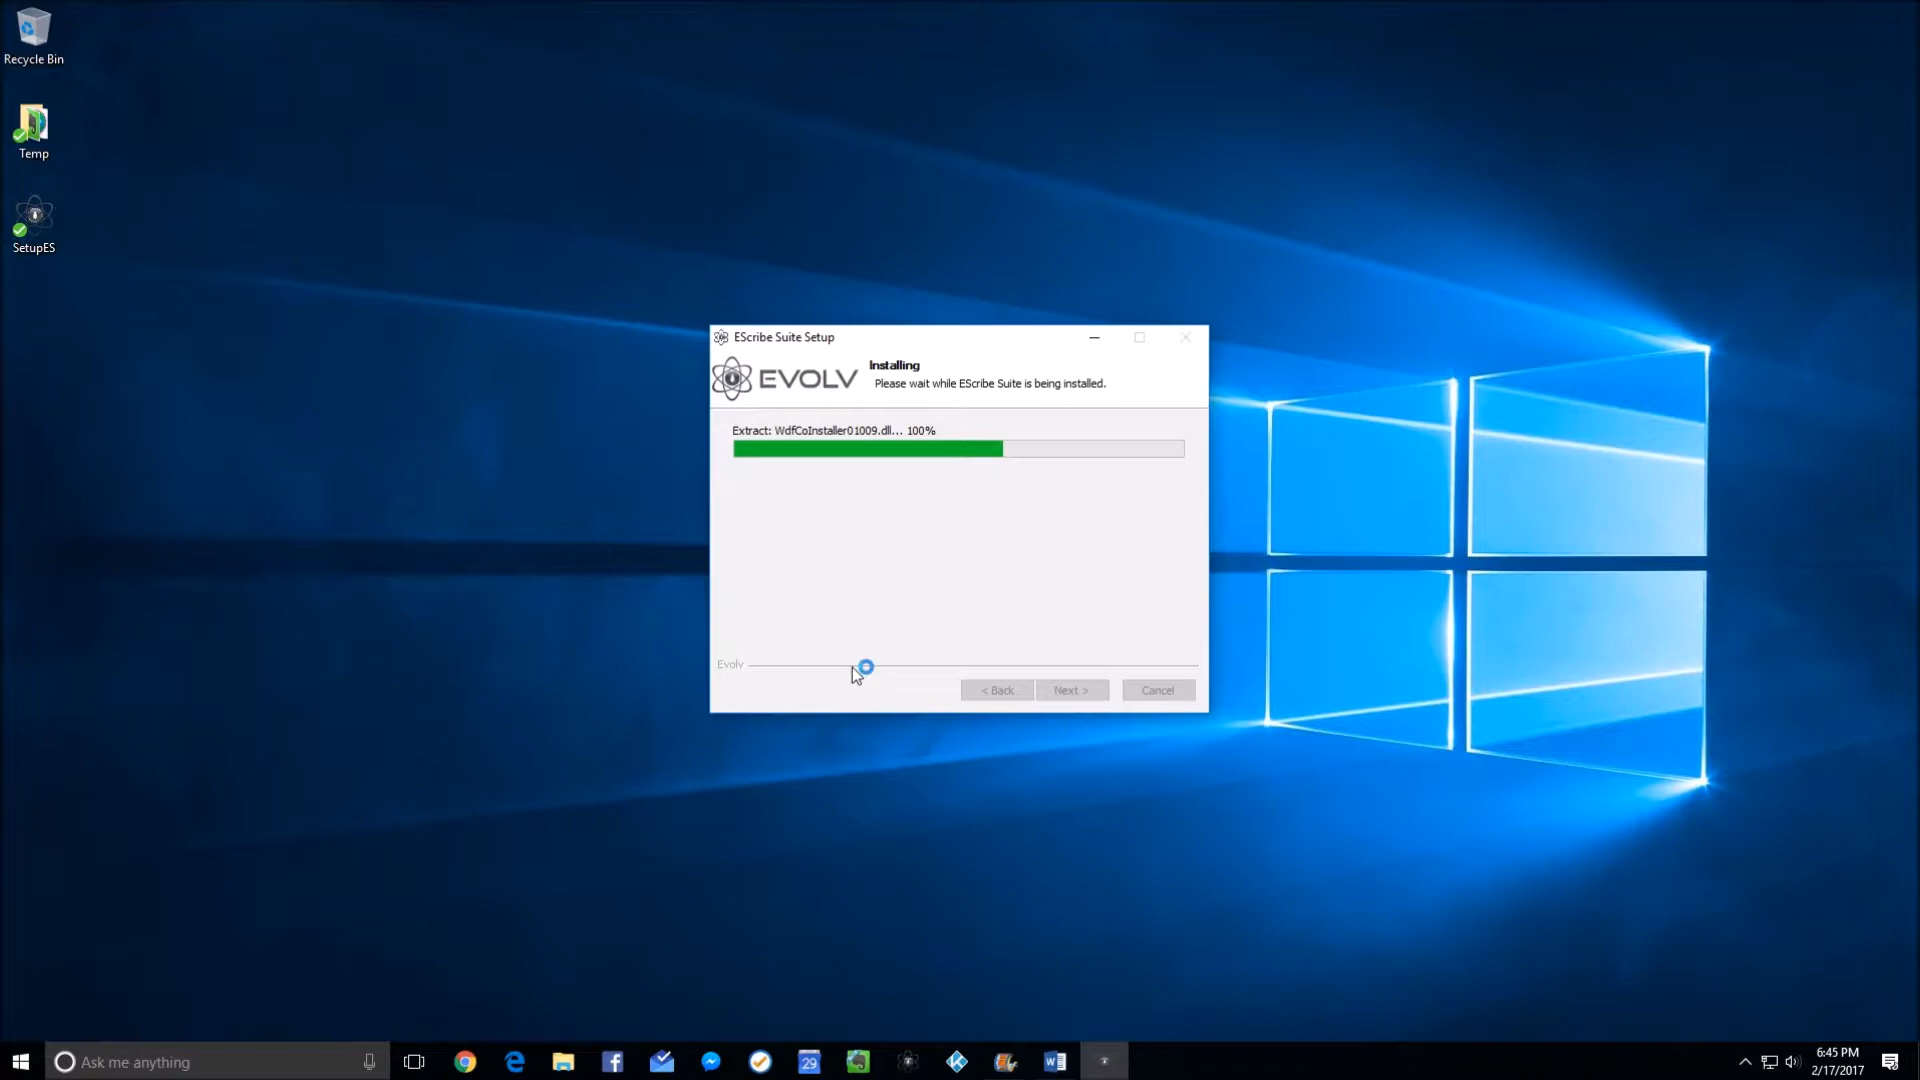 Recycle Bin
Temp
SetupES
EScribe Suite Setup
EVOLV
Installing
Please wait while EScribe Suite is being installed.
Extract: WdfCoInstaller01009.dll... 100%
Evolv
< Back
Next >
Cancel
Ask me anything
29
6:45 PM
2/17/2017